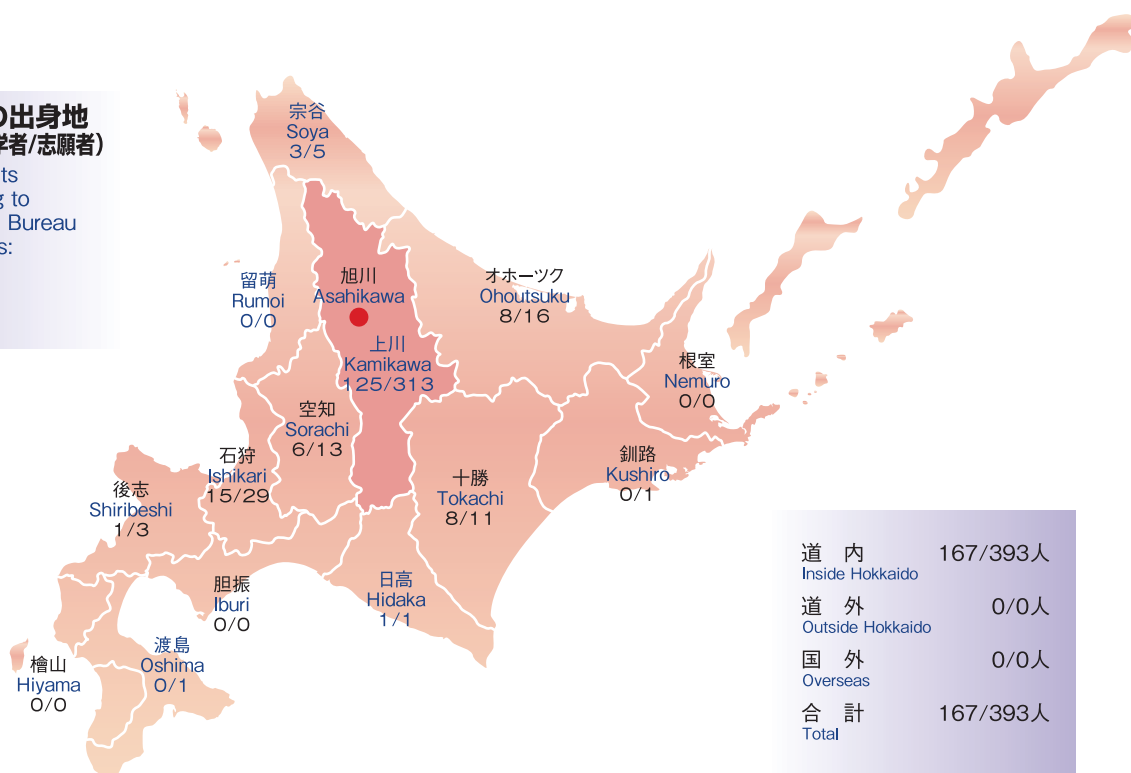 の出身地
学者/志願者)
ts
g to
Bureau
s:
宗谷
Soya
3/5
留萌
Rumoi
0/0
旭川
Asahikawa
上川
Kamikawa
125/313
オホーツク
Ohoutsuku
8/16
根室
Nemuro
0/0
空知
Sorachi
6/13
石狩
Ishikari
15/29
後志
Shiribeshi
1/3
十勝
Tokachi
8/11
釧路
Kushiro
0/1
胆振
Iburi
0/0
日高
Hidaka
1/1
渡島
Oshima
0/1
檜山
Hiyama
0/0
道 内 167/393人
Inside Hokkaido
道 外 0/0人
Outside Hokkaido
国 外 0/0人
Overseas
合 計 167/393人
Total